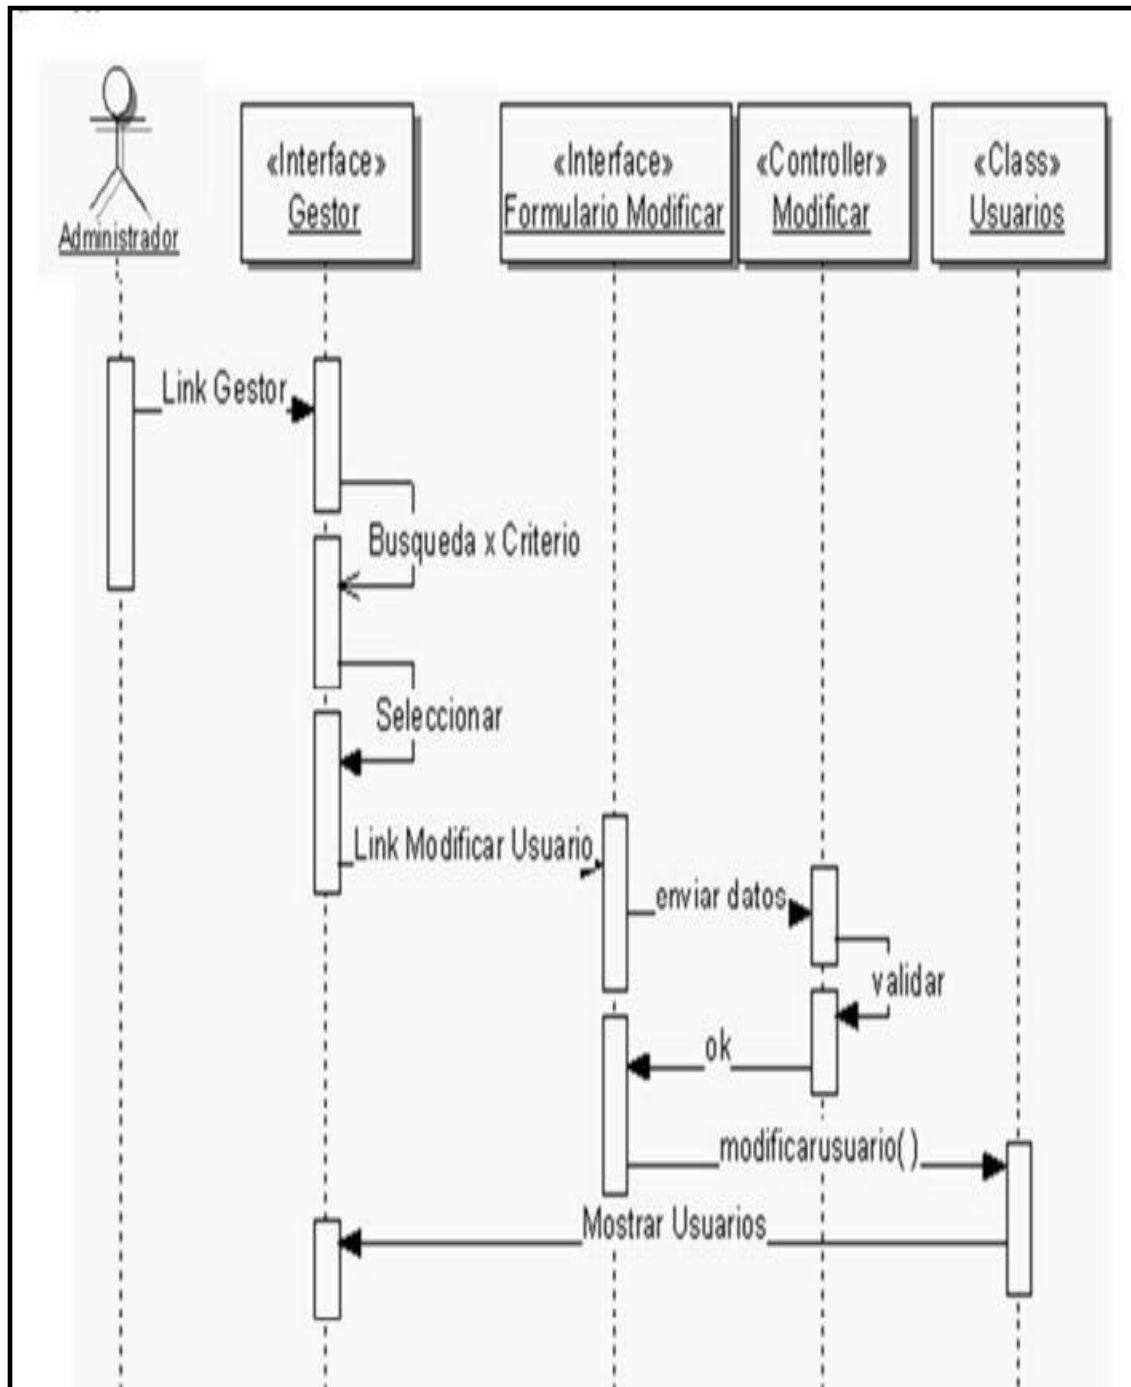 «Interface»
Gestor
«Interface»
Formulario Modificar
«Controller»
Modificar
«Class»
Usuarios
Administrador
Link Gestor
Busqueda x Criterio
Seleccionar
Link Modificar Usuario
enviar datos
validar
ok
modificarusuario()
Mostrar Usuarios